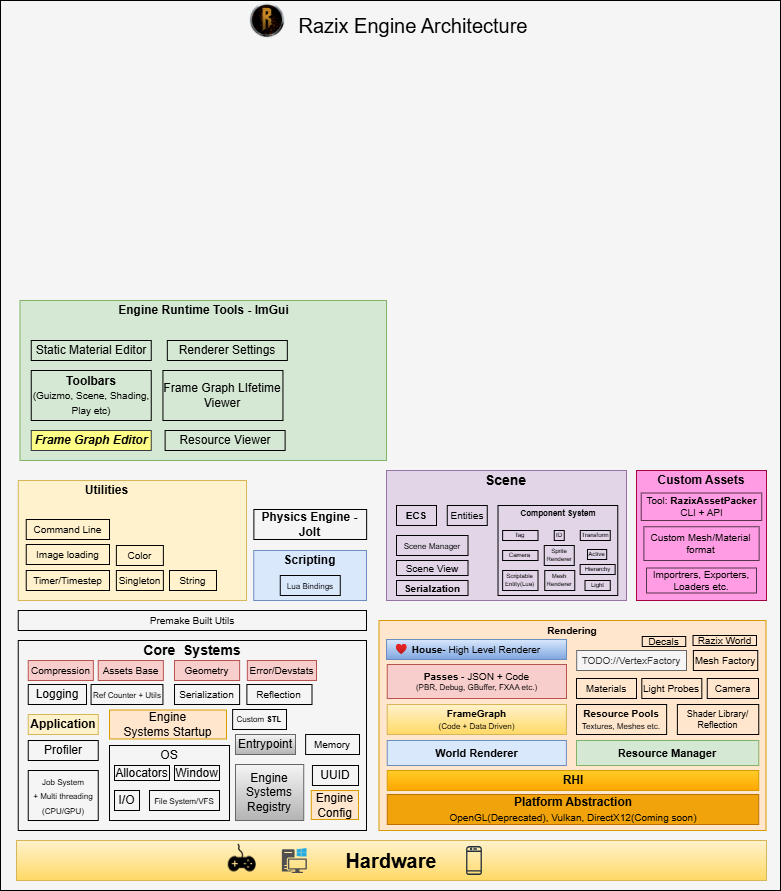 Razix Engine Architecture
Engine Runtime Tools - ImGui
Static Material Editor
Renderer Settings
Toolbars
(Guizmo, Scene, Shading,
Play etc)
Frame Graph LIfetime
Viewer
Frame Graph Editor
Resource Viewer
Utilities
Command Line
Image loading
Color
Timer/Timestep
Singleton
String
Physics Engine -
Jolt
Scripting
Lua Bindings
Scene
ECS
Entities
Scene Manager
Scene View
Serialzation
Component System
Tag
ID
Transform
Camera
Sprite
Renderer
Active
Hierarchy
Scriptable
Entity(Lua)
Mesh
Renderer
Light
Custom Assets
Tool: RazixAssetPacker
CLI + API
Custom Mesh/Material
format
Importrers, Exporters,
Loaders etc.
Premake Built Utils
Core Systems
Compression
Assets Base
Geometry
Error/Devstats
Logging
Ref Counter + Utils
Serialization
Reflection
Application
Engine
Systems Startup
Custom STL
Profiler
OS
Entrypoint
Memory
Allocators
Window
Job System
+ Multi threading
(CPU/GPU)
I/O
File System/VFS
Engine
Systems
Registry
UUID
Engine
Config
Rendering
House- High Level Renderer
Decals
Razix World
TODO://VertexFactory
Mesh Factory
Passes - JSON + Code
(PBR, Debug, GBuffer, FXAA etc.)
Materials
Light Probes
Camera
FrameGraph
(Code + Data Driven)
Resource Pools
Textures, Meshes etc.
Shader Library/
Reflection
World Renderer
Resource Manager
RHI
Platform Abstraction
OpenGL(Deprecated), Vulkan, DirectX12(Coming soon)
Hardware